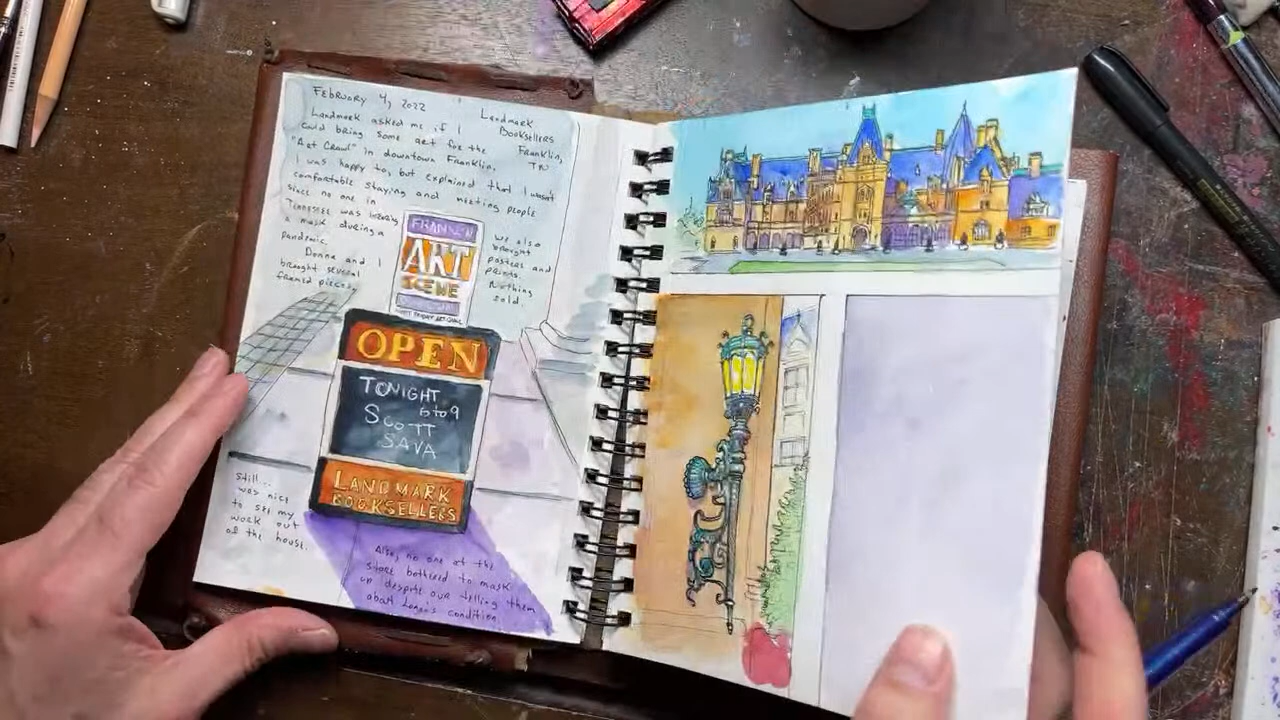 FEBRUARY 4, 2022
Landmark
Booksellers
Franklin,
TN
Landmark asked me if I
could bring some art for the
"Art Crawl" in downtown Franklin.
I was happy to, but explained that I wasn't
comfortable staying and meeting people
since no one in
Tennessee was wearing
a mask during a
pandemic.
Donna and I
brought several
framed pieces.
We also
brought
posters and
prints.
Nothing
sold.
FRANKLIN
ART
SCENE
OPEN
TONIGHT
6 to 9
SCOTT
SAVA
LANDMARK
BOOKSELLERS
still...
was nice
to see my
work out
of the house.
Also, no one at the
store bothered to mask
up despite our telling them
about Logan's condition.